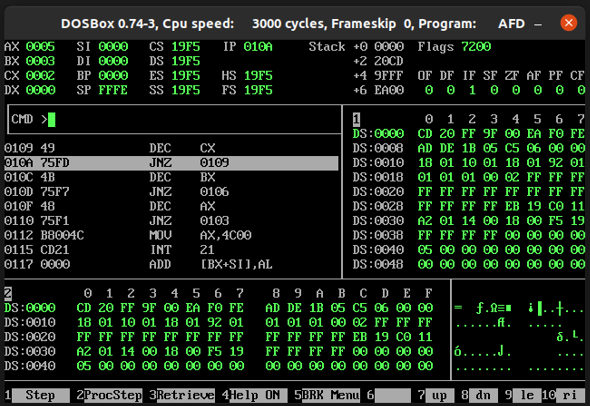 DOSBox 0.74-3, Cpu speed: 3000 cycles, Frameskip 0, Program: AFD
AX 0005 SI 0000 CS 19F5 IP 010A Stack +0 0000 Flags 7200
BX 0003 DI 0000 DS 19F5 +2 20CD
CX 0002 BP 0000 ES 19F5 HS 19F5 +4 9FFF OF DF IF SF ZF AF PF CF
DX 0000 SP FFFE SS 19F5 FS 19F5 +6 EA00 0 0 1 0 0 0 0 0
CMD >
1 0 1 2 3 4 5 6 7
DS:0000 CD 20 FF 9F 00 EA F0 FE
DS:0008 AD DE 1B 05 C5 06 00 00
DS:0010 18 01 10 01 18 01 92 01
DS:0018 01 01 01 00 02 FF FF FF
DS:0020 FF FF FF FF FF FF FF FF
DS:0028 FF FF FF FF EB 19 C0 11
DS:0030 A2 01 14 00 18 00 F5 19
DS:0038 FF FF FF FF 00 00 00 00
DS:0040 05 00 00 00 00 00 00 00
DS:0048 00 00 00 00 00 00 00 00
0109 49 DEC CX
010A 75FD JNZ 0109
010C 4B DEC BX
010D 75F7 JNZ 0106
010F 48 DEC AX
0110 75F1 JNZ 0103
0112 B8004C MOV AX,4C00
0115 CD21 INT 21
0117 0000 ADD [BX+SI],AL
2 0 1 2 3 4 5 6 7 8 9 A B C D E F
DS:0000 CD 20 FF 9F 00 EA F0 FE AD DE 1B 05 C5 06 00 00
DS:0010 18 01 10 01 18 01 92 01 01 01 01 00 02 FF FF FF
DS:0020 FF FF FF FF FF FF FF FF FF FF FF FF EB 19 C0 11
DS:0030 A2 01 14 00 18 00 F5 19 FF FF FF FF 00 00 00 00
DS:0040 05 00 00 00 00 00 00 00 00 00 00 00 00 00 00 00
1 Step 2 ProcStep 3 Retrieve 4 Help ON 5 BRK Menu 6 7 up 8 dn 9 le 10 ri